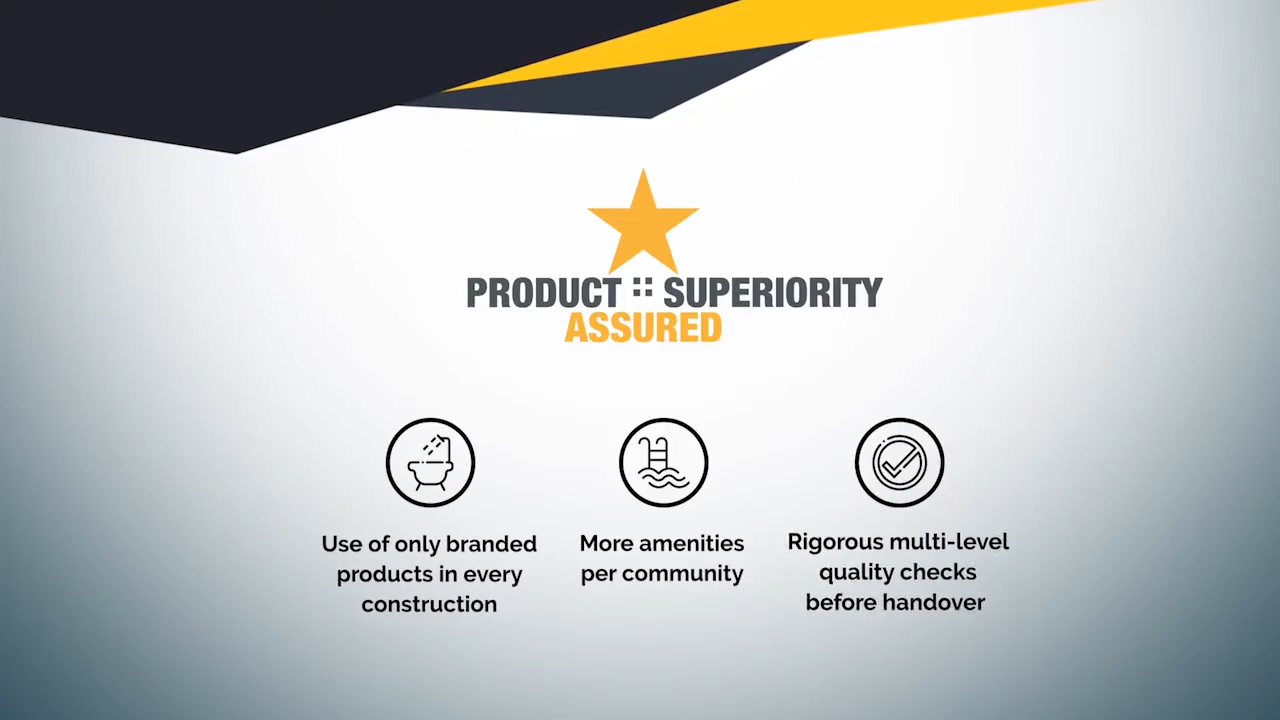 PRODUCT :: SUPERIORITY
ASSURED
Use of only branded
products in every
construction
More amenities
per community
Rigorous multi-level
quality checks
before handover